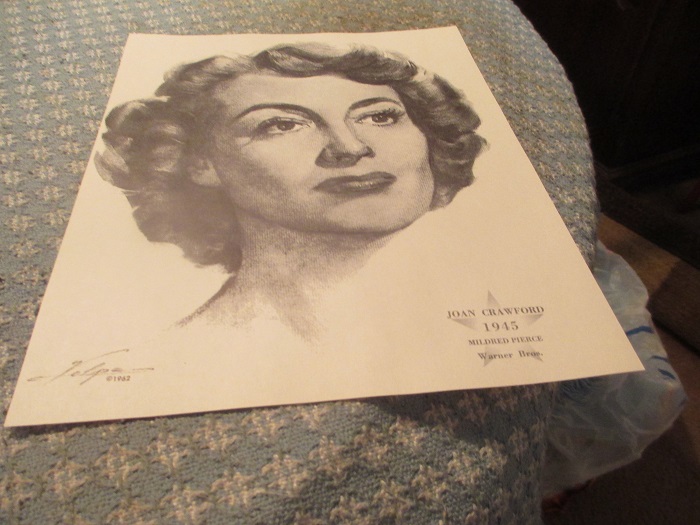 JOAN CRAWFORD
1945
MILDRED PIERCE
Warner Bros.
Volpe
©1962